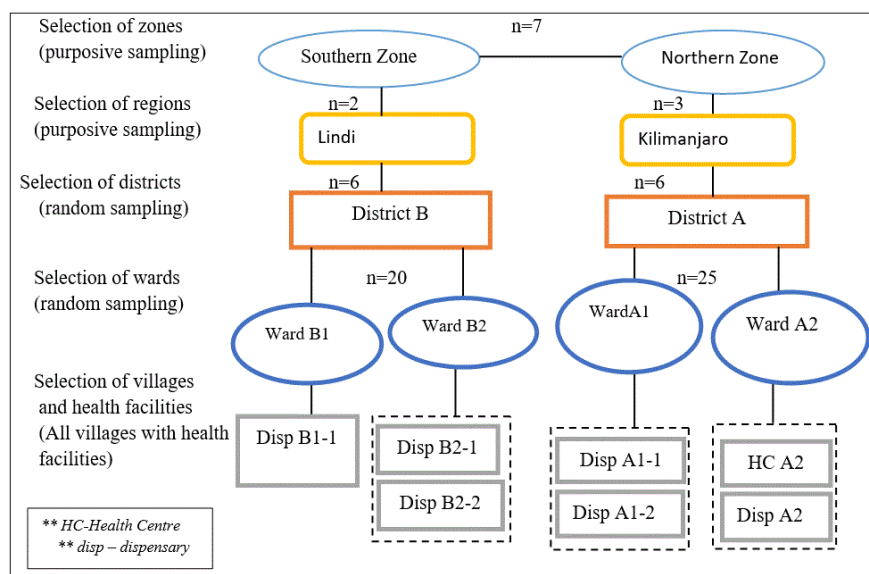 Selection of zones
(purposive sampling)
n=7
Southern Zone
Northern Zone
Selection of regions
(purposive sampling)
n=2
n=3
Lindi
Kilimanjaro
Selection of districts
(random sampling)
n=6
n=6
District B
District A
Selection of wards
(random sampling)
n=20
n=25
Ward B1
Ward B2
WardA1
Ward A2
Selection of villages
and health facilities
(All villages with health
facilities)
Disp B1-1
Disp B2-1
Disp B2-2
Disp A1-1
Disp A1-2
HC A2
Disp A2
** HC-Health Centre
** disp – dispensary